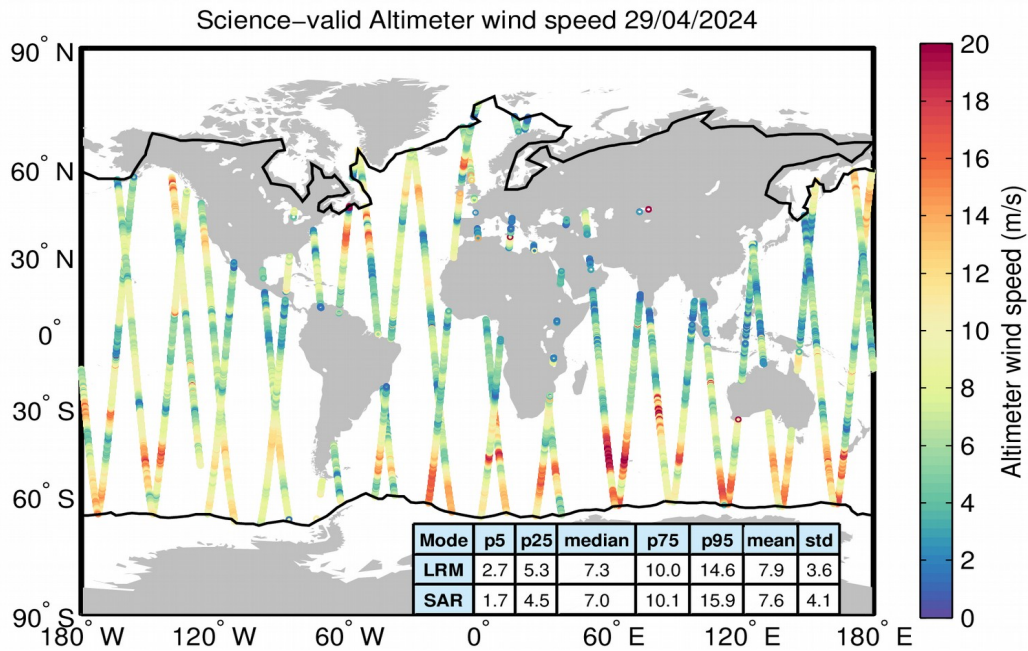 Science−valid Altimeter wind speed 29/04/2024
90° N
60° N
30° N
0°
30° S
60° S
90° S
180° W
120° W
60° W
0°
60° E
120° E
180° E
Mode p5 p25 median p75 p95 mean std
LRM 2.7 5.3 7.3 10.0 14.6 7.9 3.6
SAR 1.7 4.5 7.0 10.1 15.9 7.6 4.1
20
18
16
14
12
10
8
6
4
2
0
Altimeter wind speed (m/s)